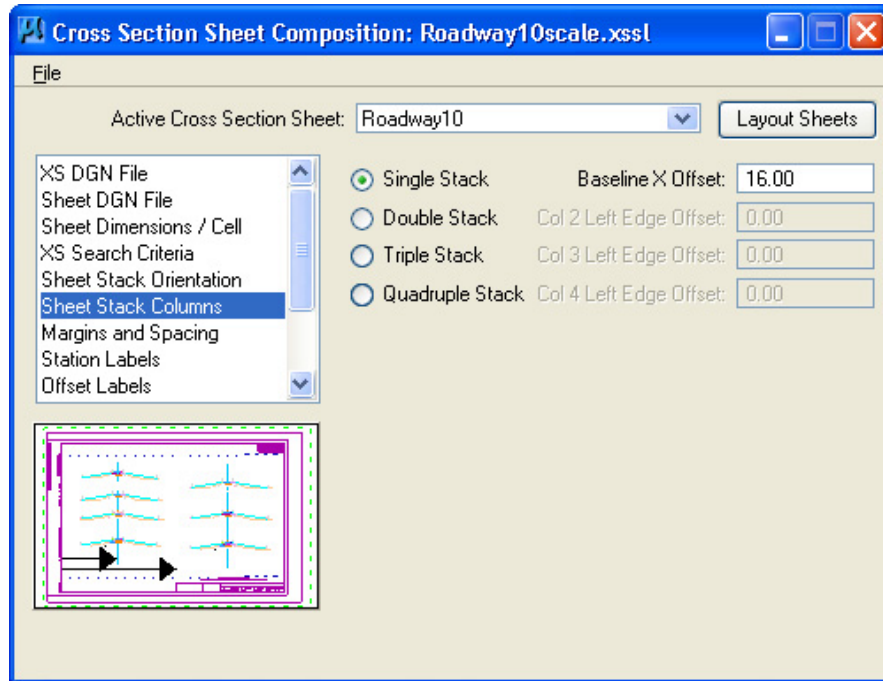 Cross Section Sheet Composition: Roadway10scale.xssl
File
Active Cross Section Sheet: Roadway10 Layout Sheets
XS DGN File
Sheet DGN File
Sheet Dimensions / Cell
XS Search Criteria
Sheet Stack Orientation
Sheet Stack Columns
Margins and Spacing
Station Labels
Offset Labels
Single Stack Baseline X Offset: 16.00
Double Stack Col 2 Left Edge Offset: 0.00
Triple Stack Col 3 Left Edge Offset: 0.00
Quadruple Stack Col 4 Left Edge Offset: 0.00